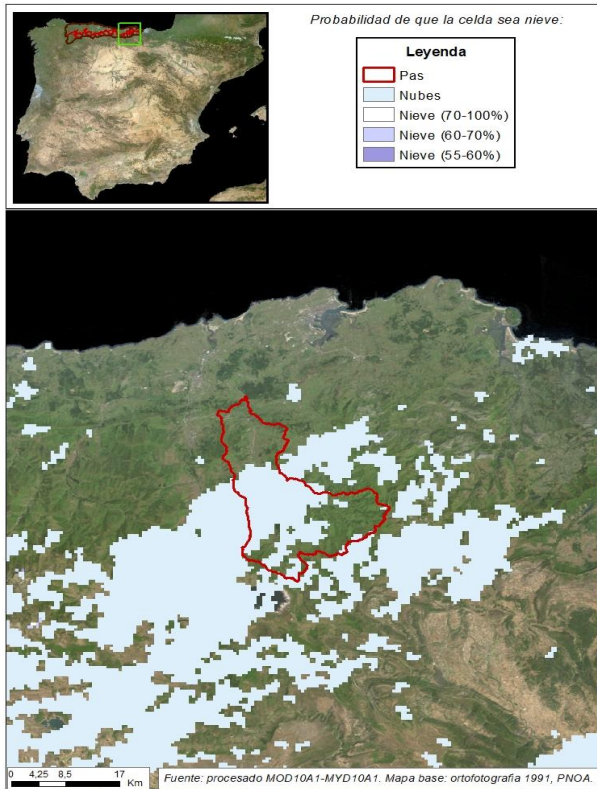 Probabilidad de que la celda sea nieve:
Leyenda
Pas
Nubes
Nieve (70-100%)
Nieve (60-70%)
Nieve (55-60%)
0 4,25 8,5 17
Km
Fuente: procesado MOD10A1-MYD10A1. Mapa base: ortofotografia 1991, PNOA.